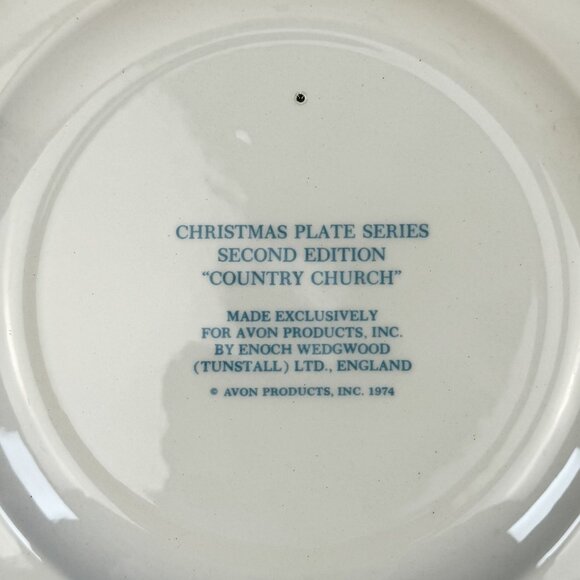 CHRISTMAS PLATE SERIES
SECOND EDITION
“COUNTRY CHURCH”
MADE EXCLUSIVELY
FOR AVON PRODUCTS, INC.
BY ENOCH WEDGWOOD
(TUNSTALL) LTD., ENGLAND
© AVON PRODUCTS, INC. 1974